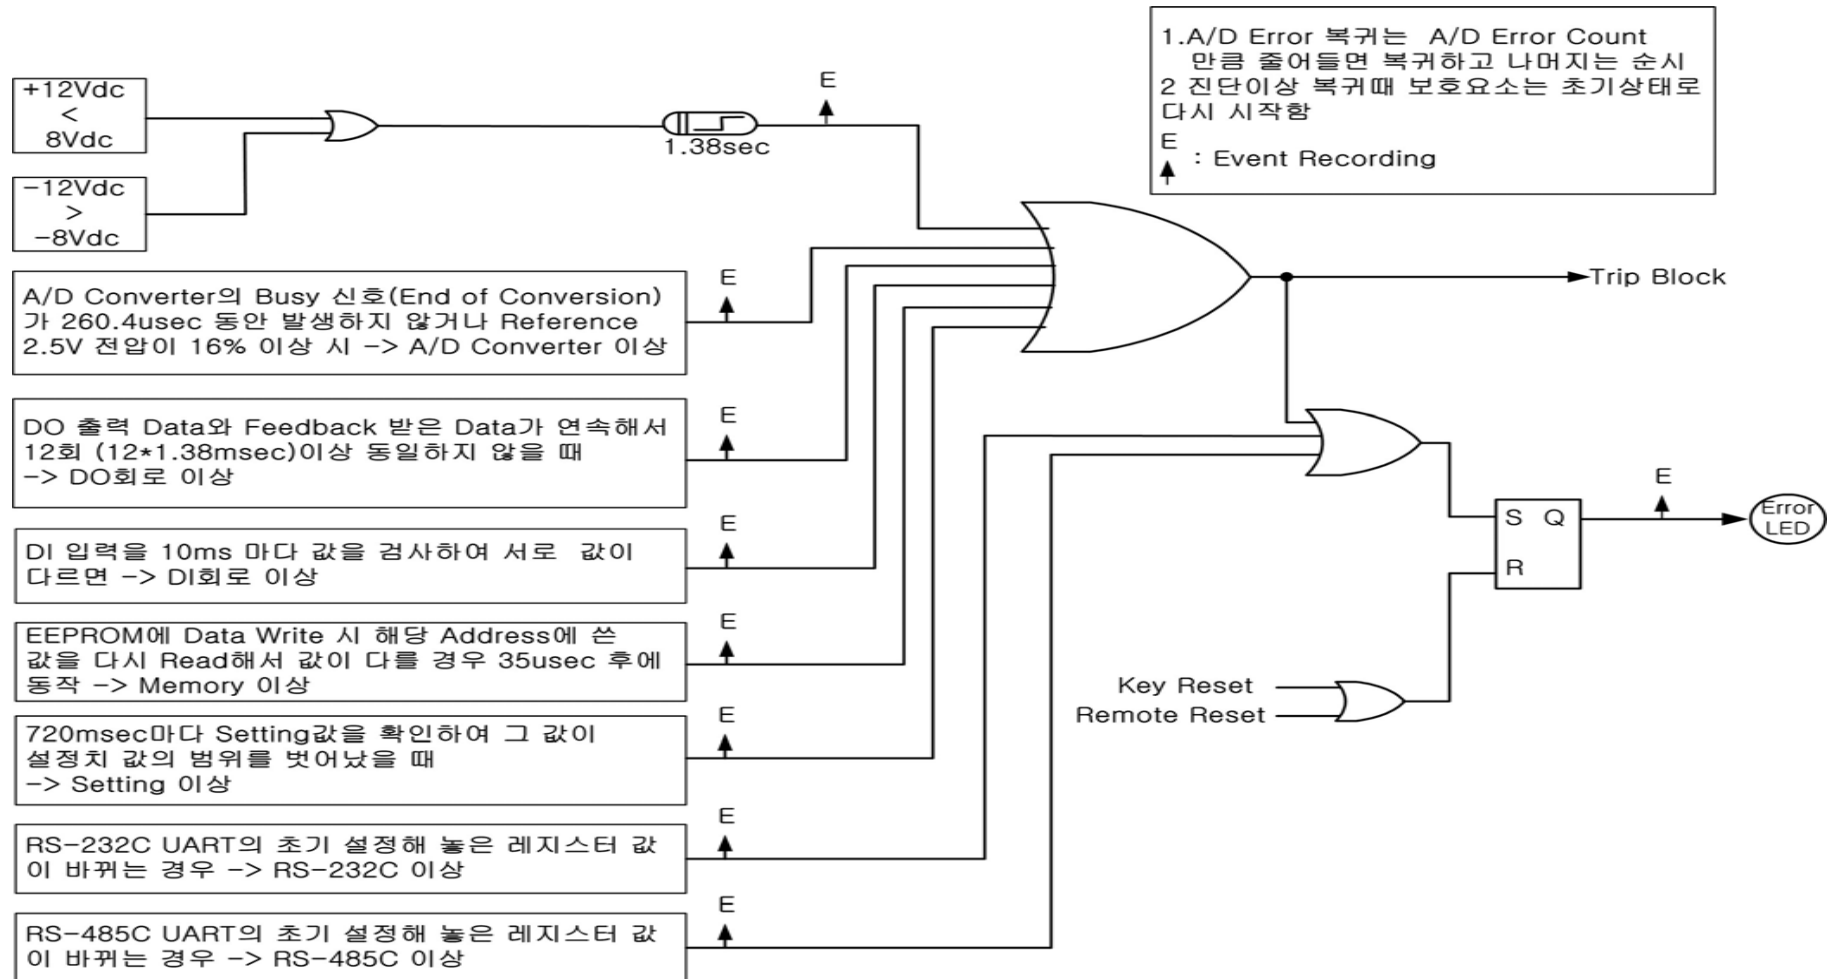 1.A/D Error 복귀는 A/D Error Count
만큼 줄어들면 복귀하고 나머지는 순시
2 진단이상 복귀때 보호요소는 초기상태로
다시 시작함
E
: Event Recording
+12Vdc
<
8Vdc
E
1.38sec
-12Vdc
>
-8Vdc
A/D Converter의 Busy 신호(End of Conversion)
가 260.4usec 동안 발생하지 않거나 Reference
2.5V 전압이 16% 이상 시 -> A/D Converter 이상
E
Trip Block
DO 출력 Data와 Feedback 받은 Data가 연속해서
12회 (12*1.38msec)이상 동일하지 않을 때
-> DO회로 이상
E
DI 입력을 10ms 마다 값을 검사하여 서로 값이
다르면 -> DI회로 이상
E
E
S Q
R
Error
LED
EEPROM에 Data Write 시 해당 Address에 쓴
값을 다시 Read해서 값이 다를 경우 35usec 후에
동작 -> Memory 이상
E
Key Reset
Remote Reset
720msec마다 Setting값을 확인하여 그 값이
설정치 값의 범위를 벗어났을 때
-> Setting 이상
E
RS-232C UART의 초기 설정해 놓은 레지스터 값
이 바뀌는 경우 -> RS-232C 이상
E
RS-485C UART의 초기 설정해 놓은 레지스터 값
이 바뀌는 경우 -> RS-485C 이상
E